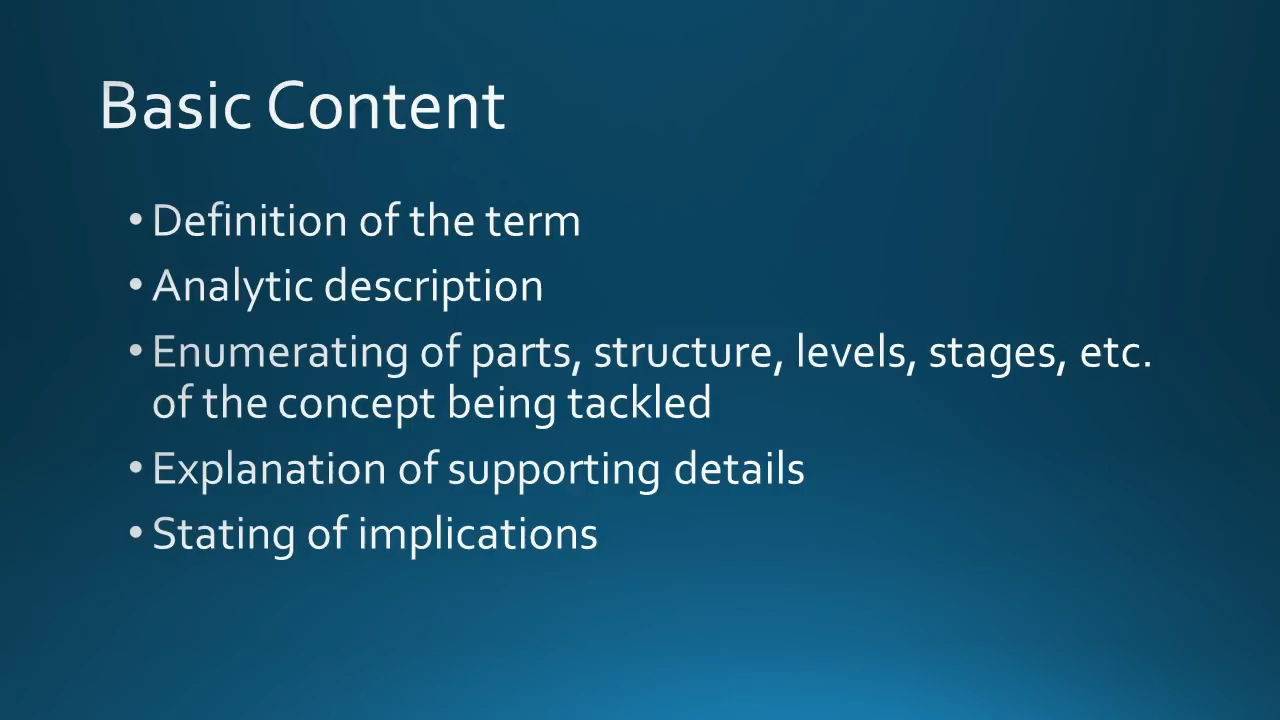 Basic Content
• Definition of the term
• Analytic description
• Enumerating of parts, structure, levels, stages, etc.
of the concept being tackled
• Explanation of supporting details
• Stating of implications